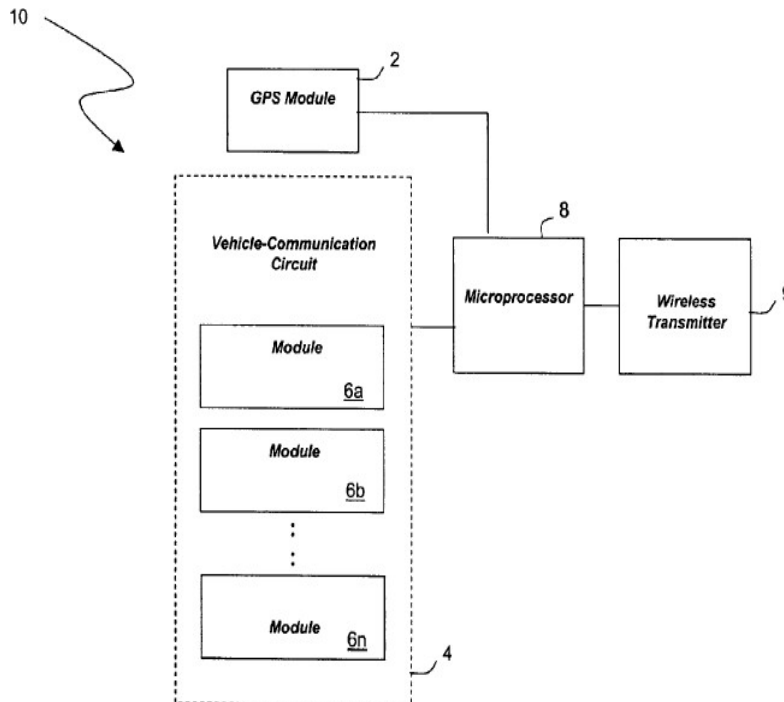 10
2
GPS Module
Vehicle-Communication
Circuit
8
Microprocessor
Wireless
Transmitter
Module
6a
Module
6b
Module
6n
4